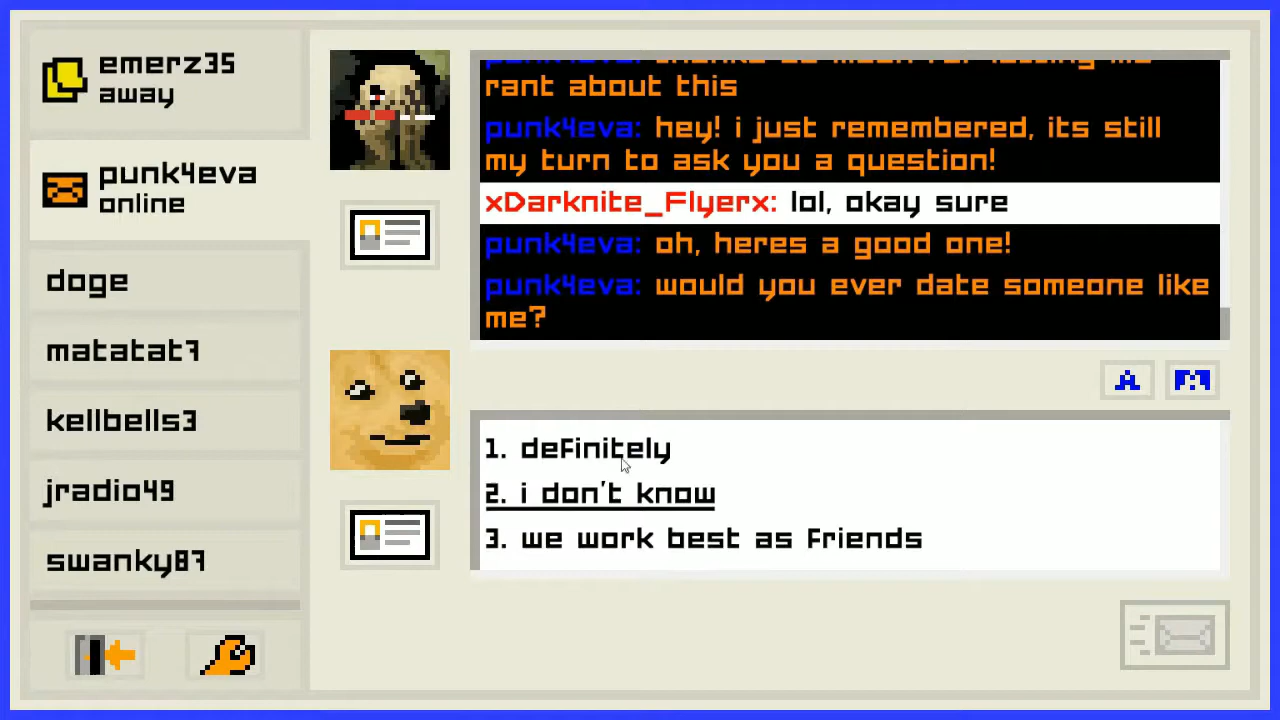 emerz35
away
punk4eva
online
doge
matatat7
kellbells3
jradio49
swanky87
rant about this
punk4eva: hey! i just remembered, its still
my turn to ask you a question!
xDarknite_Flyerx: lol, okay sure
punk4eva: oh, heres a good one!
punk4eva: would you ever date someone like
me?
A
1. definitely
2. i don't know
3. we work best as friends